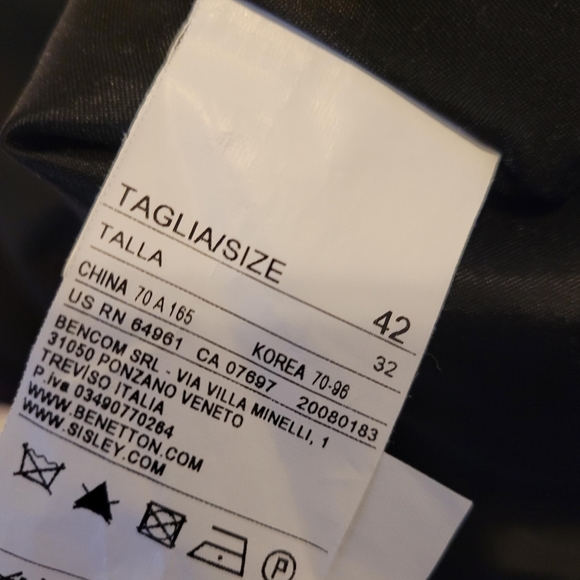 TAGLIA/SIZE 42
TALLA 32
CHINA 70 A 165 KOREA 70-96
US RN 64961 CA 07697 20080183
BENCOM SRL - VIA VILLA MINELLI, 1
31050 PONZANO VENETO
TREVISO ITALIA
P.iva 03490770264
WWW.BENETTON.COM
WWW.SISLEY.COM
P